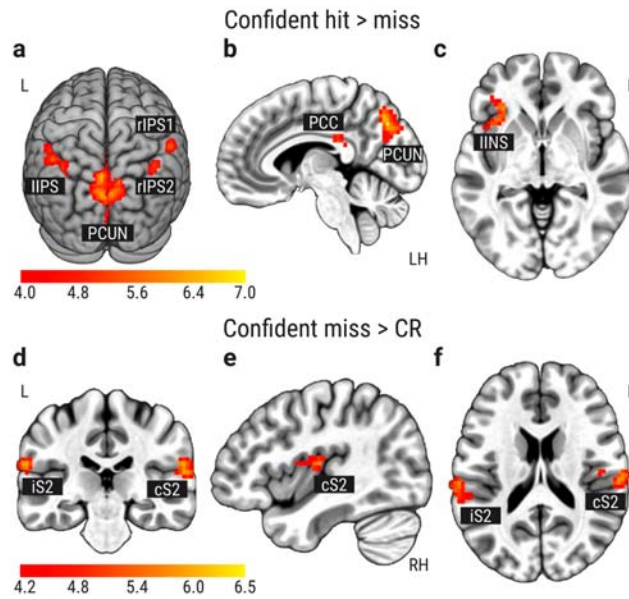 Confident hit > miss
a b c
L
rIPS1
lIPS rIPS2
PCUN
PCC
PCUN
LH
lINS
4.0 4.8 5.6 6.4 7.0
Confident miss > CR
d e f
L
iS2 cS2
cS2
RH
iS2 cS2
4.2 4.8 5.4 6.0 6.5